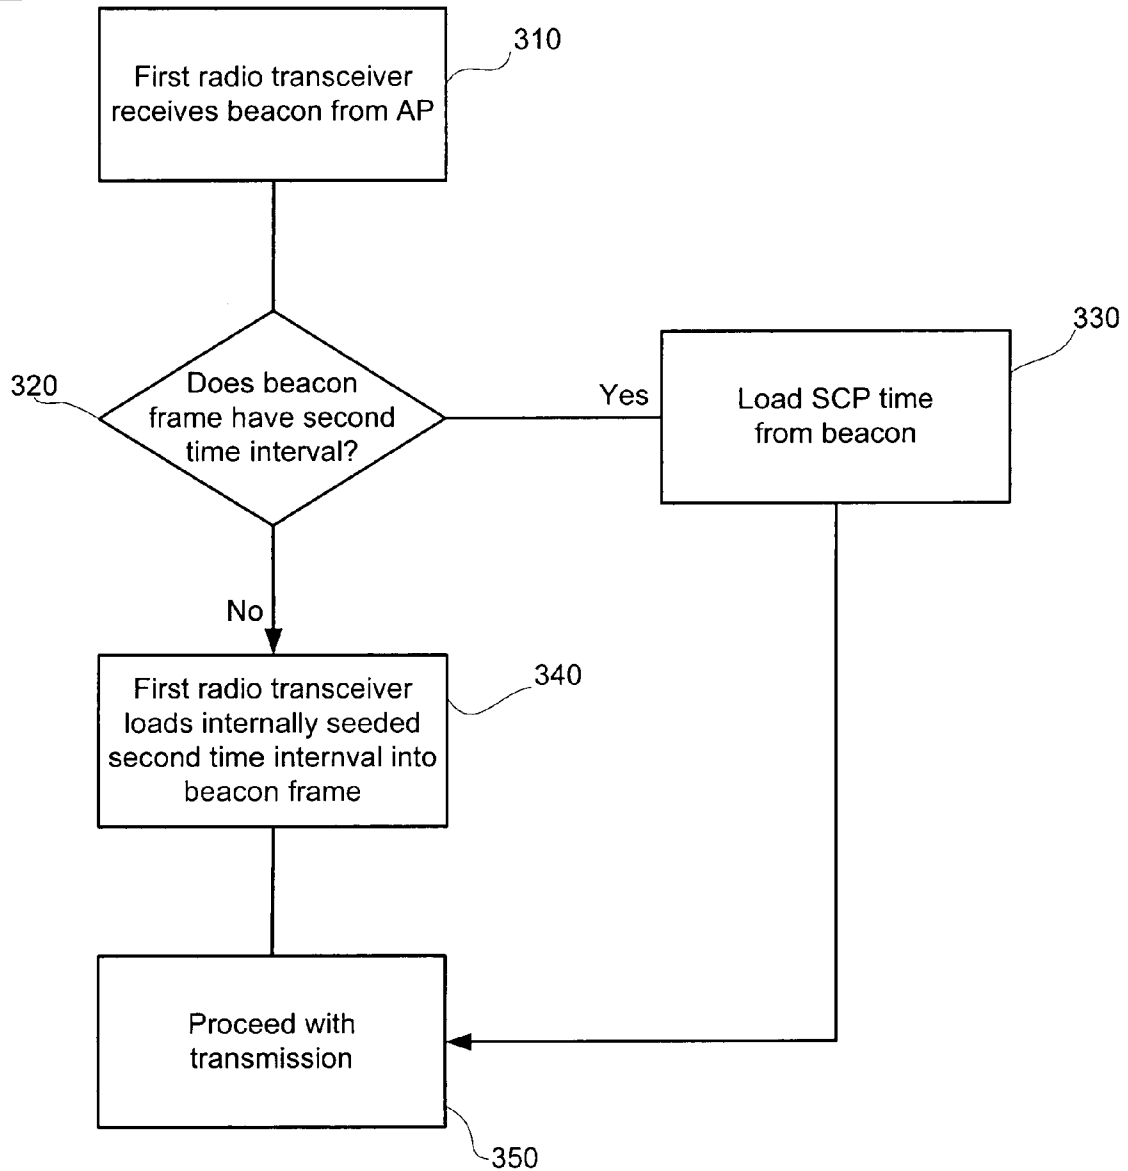 310
First radio transceiver
receives beacon from AP
320
Does beacon
frame have second
time interval?
Yes
330
Load SCP time
from beacon
No
340
First radio transceiver
loads internally seeded
second time internval into
beacon frame
Proceed with
transmission
350